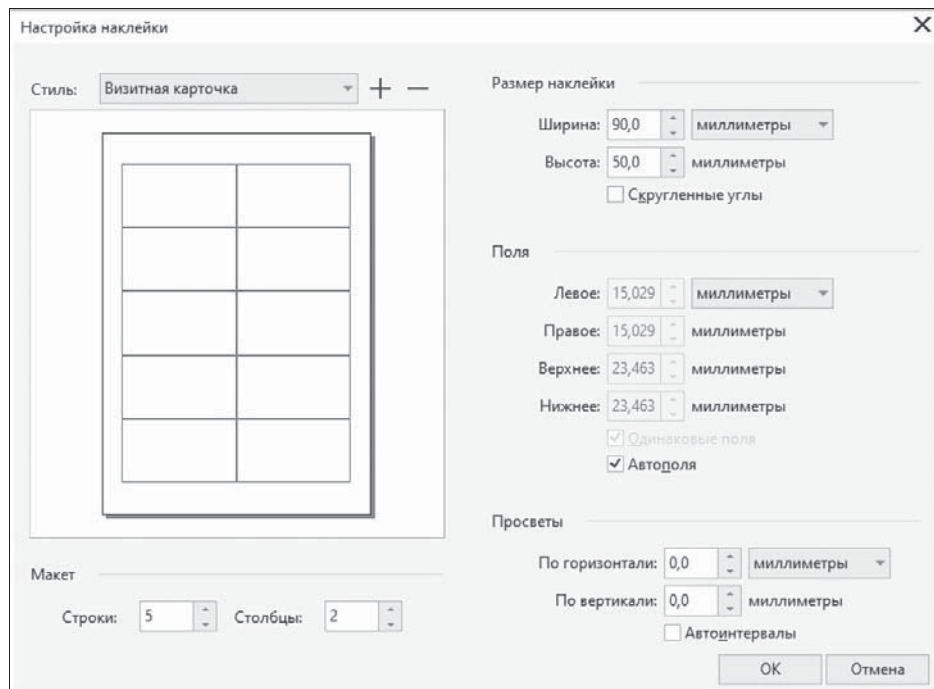 Настройка наклейки
Стиль: Визитная карточка
Макет
Строки: 5 Столбцы: 2
Размер наклейки
Ширина: 90,0 миллиметры
Высота: 50,0 миллиметры
Скругленные углы
Поля
Левое: 15,029 миллиметры
Правое: 15,029 миллиметры
Верхнее: 23,463 миллиметры
Нижнее: 23,463 миллиметры
Одинаковые поля
Автополя
Просветы
По горизонтали: 0,0 миллиметры
По вертикали: 0,0 миллиметры
Автоинтервалы
OK Отмена